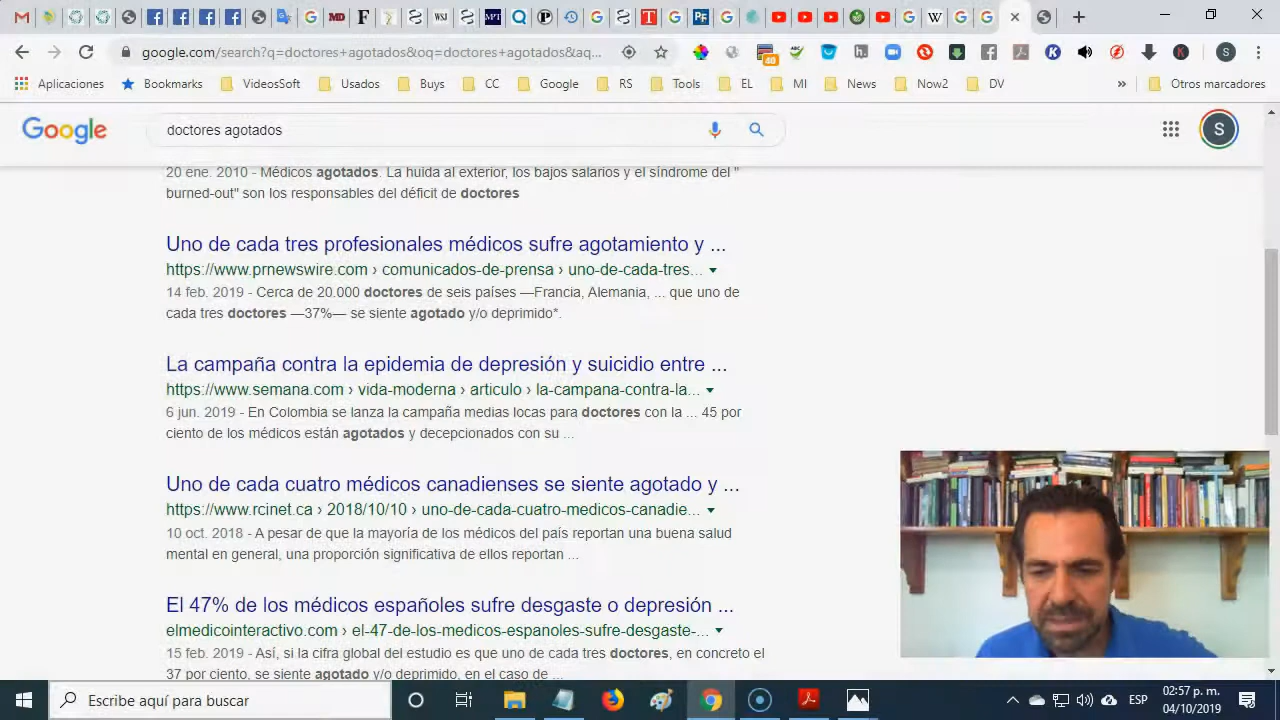 google.com/search?q=doctores+agotados&oq=doctores+agotados&aq...
Aplicaciones
Bookmarks
VideoSoft
Usados
Buys
CC
Google
RS
Tools
EL
MI
News
Now2
DV
»
Otros marcadores
Google
doctores agotados
S
20 ene. 2010 - Médicos agotados. La huida al exterior, los bajos salarios y el síndrome del "
burned-out" son los responsables del déficit de doctores
Uno de cada tres profesionales médicos sufre agotamiento y ...
https://www.prnewswire.com › comunicados-de-prensa › uno-de-cada-tres...
14 feb. 2019 - Cerca de 20.000 doctores de seis países —Francia, Alemania, ... que uno de
cada tres doctores —37%— se siente agotado y/o deprimido*.
La campaña contra la epidemia de depresión y suicidio entre ...
https://www.semana.com › vida-moderna › articulo › la-campana-contra-la...
6 jun. 2019 - En Colombia se lanza la campaña medias locas para doctores con la ... 45 por
ciento de los médicos están agotados y decepcionados con su ...
Uno de cada cuatro médicos canadienses se siente agotado y ...
https://www.rcinet.ca › 2018/10/10 › uno-de-cada-cuatro-medicos-canadie...
10 oct. 2018 - A pesar de que la mayoría de los médicos del país reportan una buena salud
mental en general, una proporción significativa de ellos reportan ...
El 47% de los médicos españoles sufre desgaste o depresión ...
elmedicointeractivo.com › el-47-de-los-medicos-espanoles-sufre-desgaste-...
15 feb. 2019 - Así, si la cifra global del estudio es que uno de cada tres doctores, en concreto el
37 por ciento, se siente agotado y/o deprimido, en el caso de ...
Escribe aquí para buscar
ESP
02:57 p. m.
04/10/2019